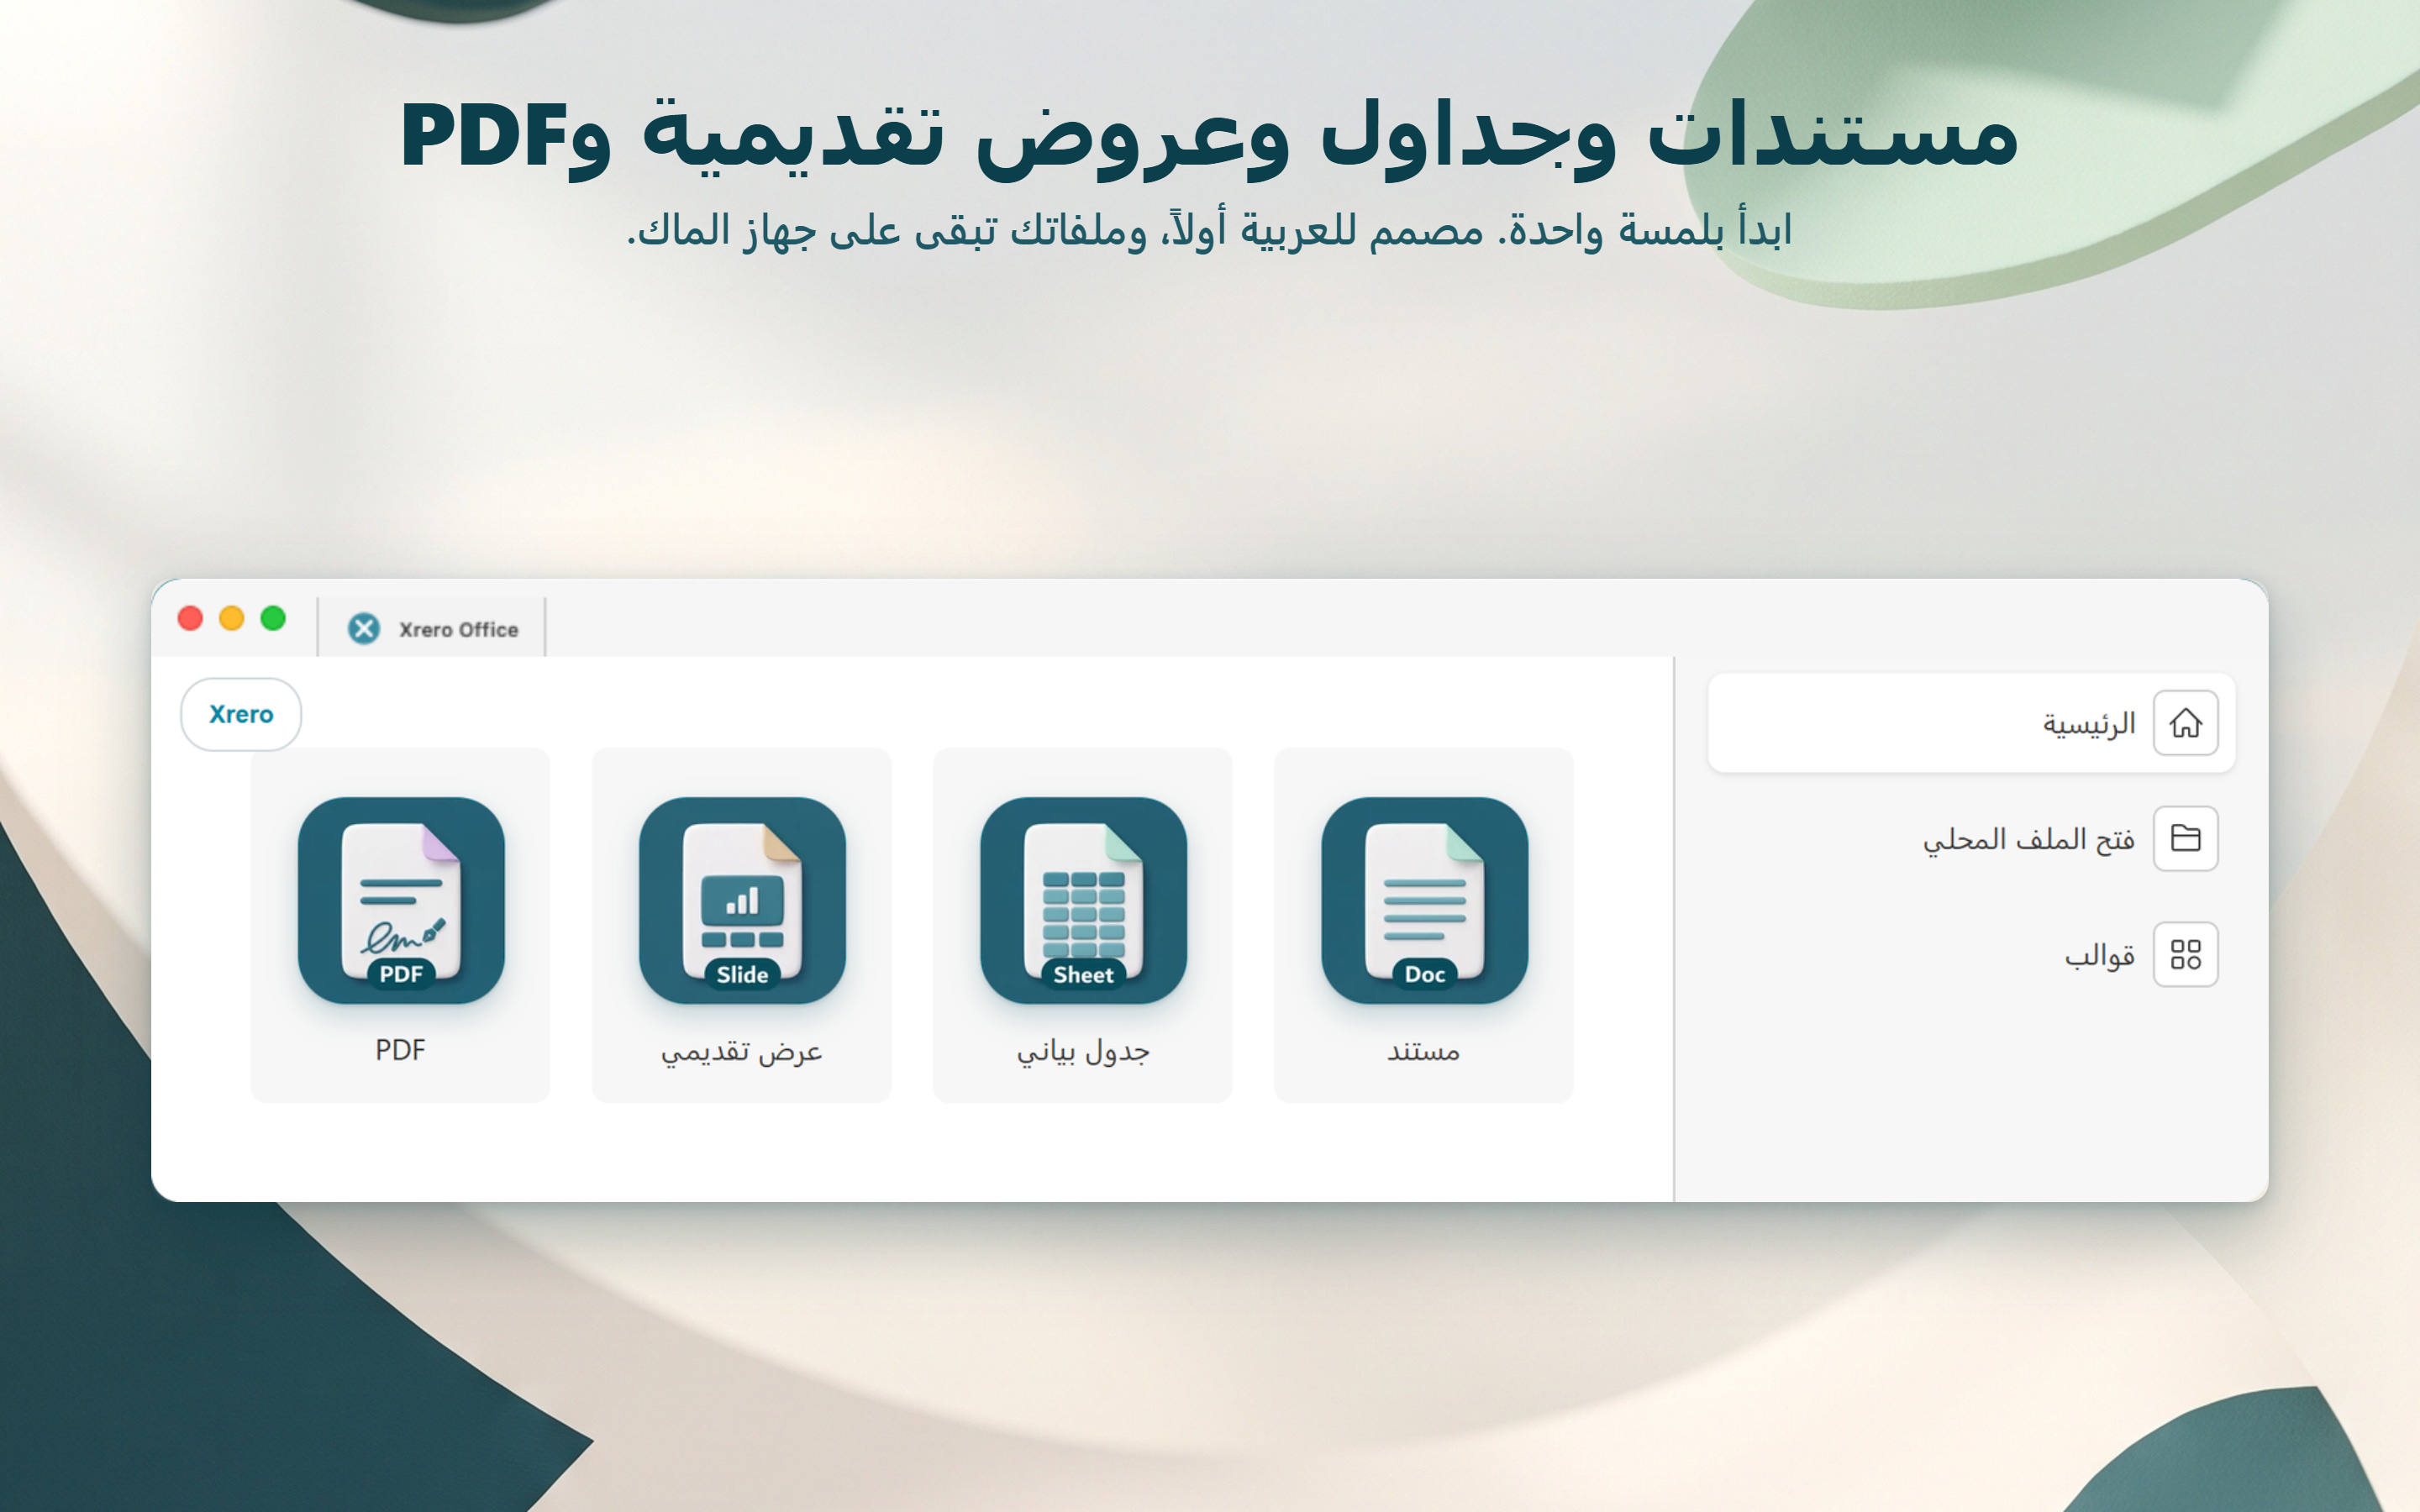 مستندات وجداول وعروض تقديمية وPDF
ابدأ بلمسة واحدة. مصمم للعربية أولاً، وملفاتك تبقى على جهاز الماك.
Xrero Office
Xrero
الرئيسية
فتح الملف المحلي
قوالب
Doc
مستند
Sheet
جدول بياني
Slide
عرض تقديمي
PDF
PDF